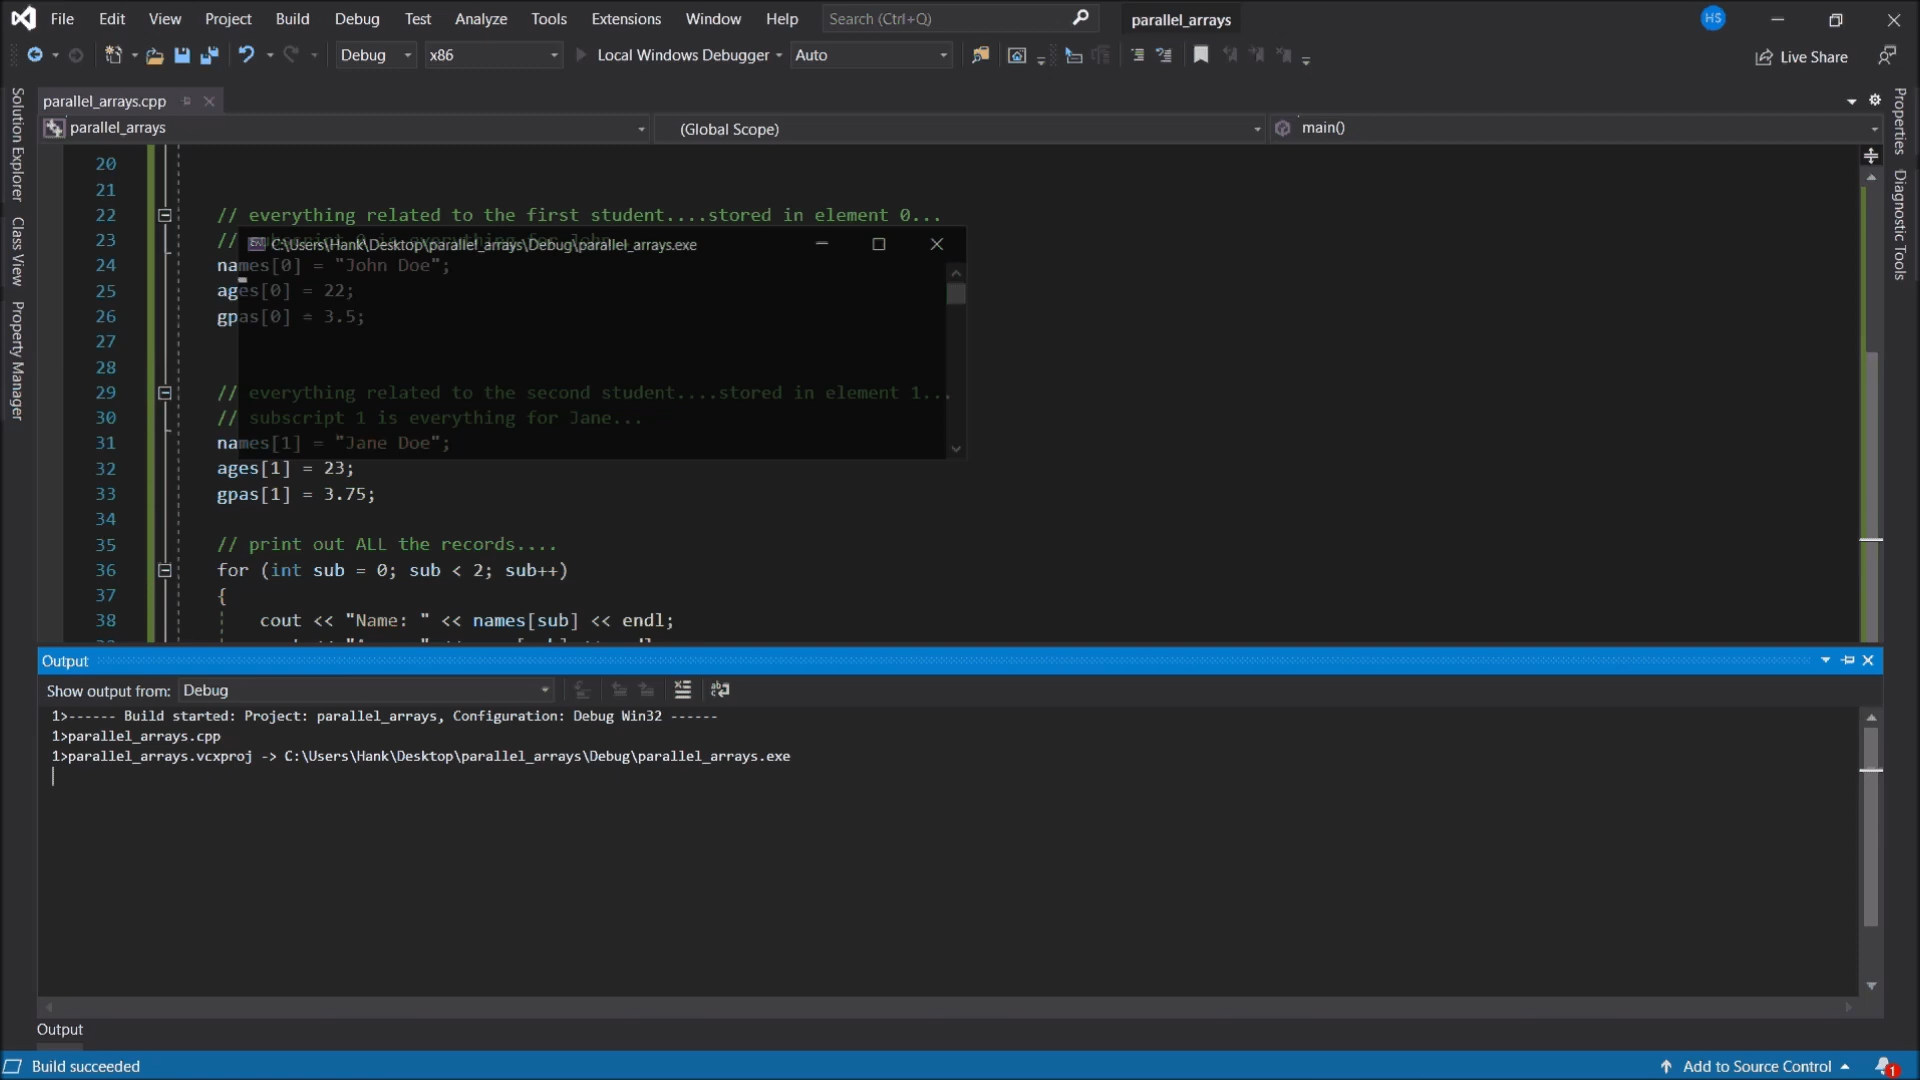 File Edit View Project Build Debug Test Analyze Tools Extensions Window Help Search (Ctrl+Q) parallel_arrays HS
Debug x86 Local Windows Debugger Auto Live Share
Solution Explorer
Class View
Property Manager
parallel_arrays.cpp
parallel_arrays (Global Scope) main()
20
21
22 // everything related to the first student....stored in element 0...
23 // subscript 0 is everything for John...
C:\Users\Hank\Desktop\parallel_arrays\Debug\parallel_arrays.exe
24 names[0] = "John Doe";
25 ages[0] = 22;
26 gpas[0] = 3.5;
27
28
29 // everything related to the second student....stored in element 1...
30 // subscript 1 is everything for Jane...
31 names[1] = "Jane Doe";
32 ages[1] = 23;
33 gpas[1] = 3.75;
34
35 // print out ALL the records....
36 for (int sub = 0; sub < 2; sub++)
37 {
38 cout << "Name: " << names[sub] << endl;
Properties
Diagnostic Tools
Output
Show output from: Debug
1>------ Build started: Project: parallel_arrays, Configuration: Debug Win32 ------
1>parallel_arrays.cpp
1>parallel_arrays.vcxproj -> C:\Users\Hank\Desktop\parallel_arrays\Debug\parallel_arrays.exe
Output
Build succeeded Add to Source Control 1